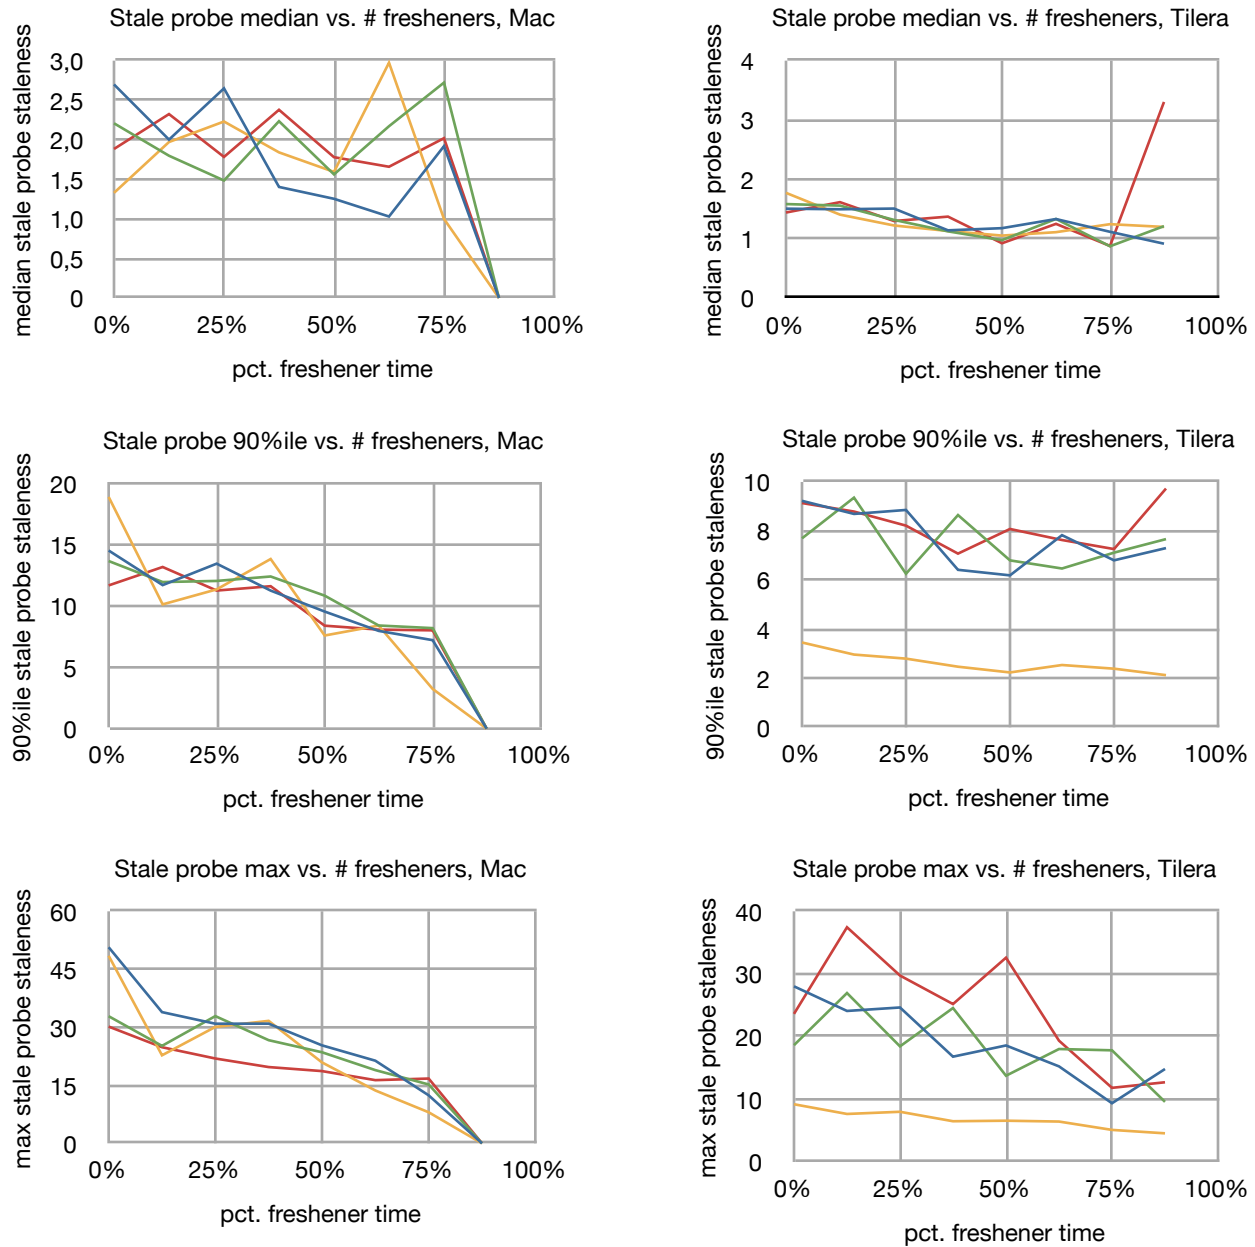 Stale probe median vs. # fresheners, Mac
median stale probe staleness
3,0
2,5
2,0
1,5
1,0
0,5
0
0% 25% 50% 75% 100%
pct. freshener time
Stale probe median vs. # fresheners, Tilera
median stale probe staleness
4
3
2
1
0
0% 25% 50% 75% 100%
pct. freshener time
Stale probe 90%ile vs. # fresheners, Mac
90%ile stale probe staleness
20
15
10
5
0
0% 25% 50% 75% 100%
pct. freshener time
Stale probe 90%ile vs. # fresheners, Tilera
90%ile stale probe staleness
10
8
6
4
2
0
0% 25% 50% 75% 100%
pct. freshener time
Stale probe max vs. # fresheners, Mac
max stale probe staleness
60
45
30
15
0
0% 25% 50% 75% 100%
pct. freshener time
Stale probe max vs. # fresheners, Tilera
max stale probe staleness
40
30
20
10
0
0% 25% 50% 75% 100%
pct. freshener time